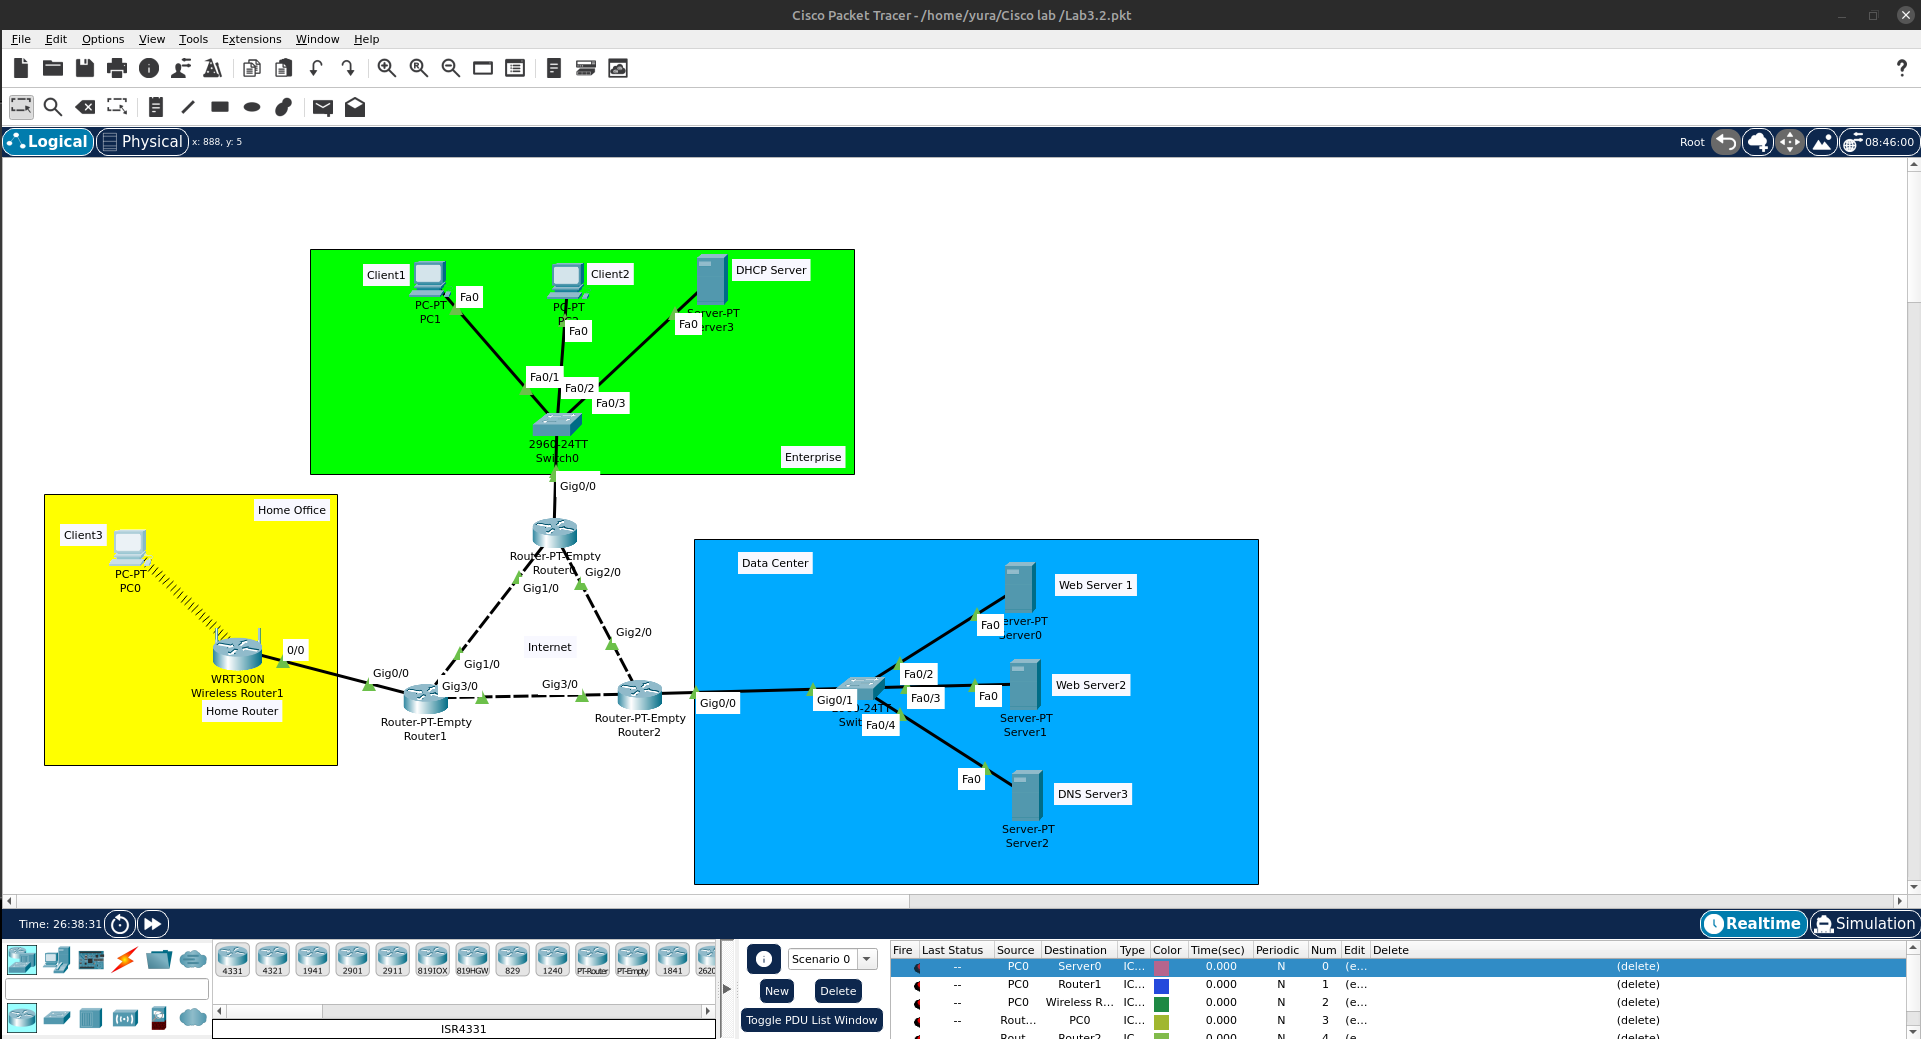 Cisco Packet Tracer - /home/yura/Cisco lab /Lab3.2.pkt
File Edit Options View Tools Extensions Window Help
Logical Physical x: 888, y: 5 Root 08:46:00
Client1
PC-PT
PC1
Fa0
Client2
PC-PT
Fa0
DHCP Server
Server-PT
Server3
Fa0
Fa0/1
Fa0/2
Fa0/3
2960-24TT
Switch0
Enterprise
Gig0/0
Router-PT-Empty
Router0
Gig1/0
Gig2/0
Home Office
Client3
PC-PT
PC0
0/0
WRT300N
Wireless Router1
Home Router
Gig0/0
Gig1/0
Gig3/0
Router-PT-Empty
Router1
Internet
Gig2/0
Gig3/0
Router-PT-Empty
Router2
Gig0/0
Data Center
Gig0/1
Fa0/2
Fa0/3
Fa0/4
Web Server 1
Fa0
Server-PT
Server0
Web Server2
Fa0
Server-PT
Server1
DNS Server3
Fa0
Server-PT
Server2
Time: 26:38:31 Realtime Simulation
4331 4321 1941 2901 2911 819IOX 819HGW 829 1240 PT-Router PT-Empty 1841 2620
ISR4331
Scenario 0
New Delete
Toggle PDU List Window
Fire Last Status Source Destination Type Color Time(sec) Periodic Num Edit Delete
-- PC0 Server0 IC... 0.000 N 0 (e... (delete)
-- PC0 Router1 IC... 0.000 N 1 (e... (delete)
-- PC0 Wireless R... IC... 0.000 N 2 (e... (delete)
-- Rout... PC0 IC... 0.000 N 3 (e... (delete)
-- Rout... Router2 IC... 0.000 N 4 (e... (delete)